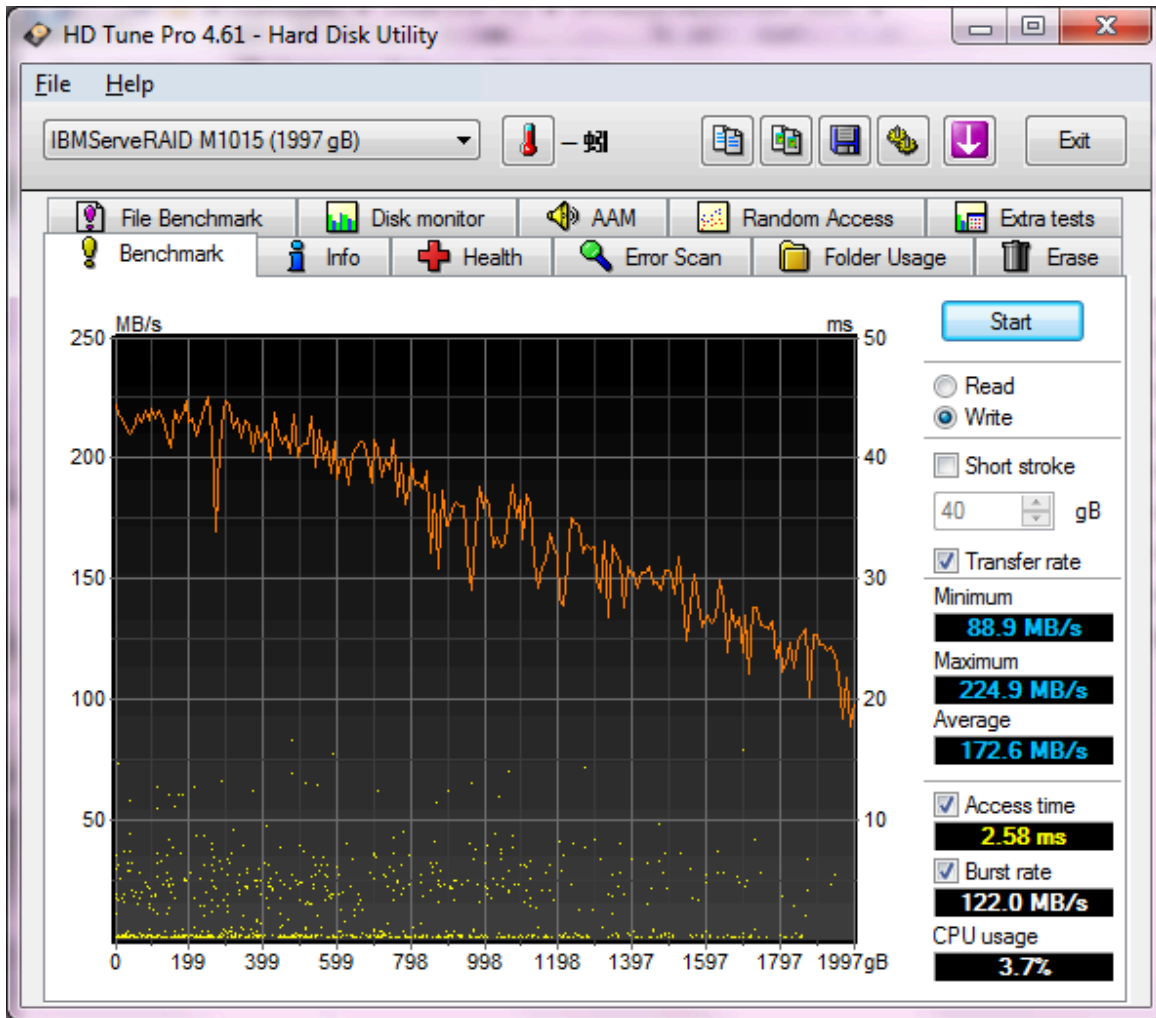 HD Tune Pro 4.61 - Hard Disk Utility
File Help
IBMServeRAID M1015 (1997 gB)
– 蚓
Exit
File Benchmark Disk monitor AAM Random Access Extra tests
Benchmark Info Health Error Scan Folder Usage Erase
MB/s ms
250 50
200 40
150 30
100 20
50 10
0 199 399 599 798 998 1198 1397 1597 1797 1997gB
Start
Read
Write
Short stroke
40 gB
Transfer rate
Minimum
88.9 MB/s
Maximum
224.9 MB/s
Average
172.6 MB/s
Access time
2.58 ms
Burst rate
122.0 MB/s
CPU usage
3.7%